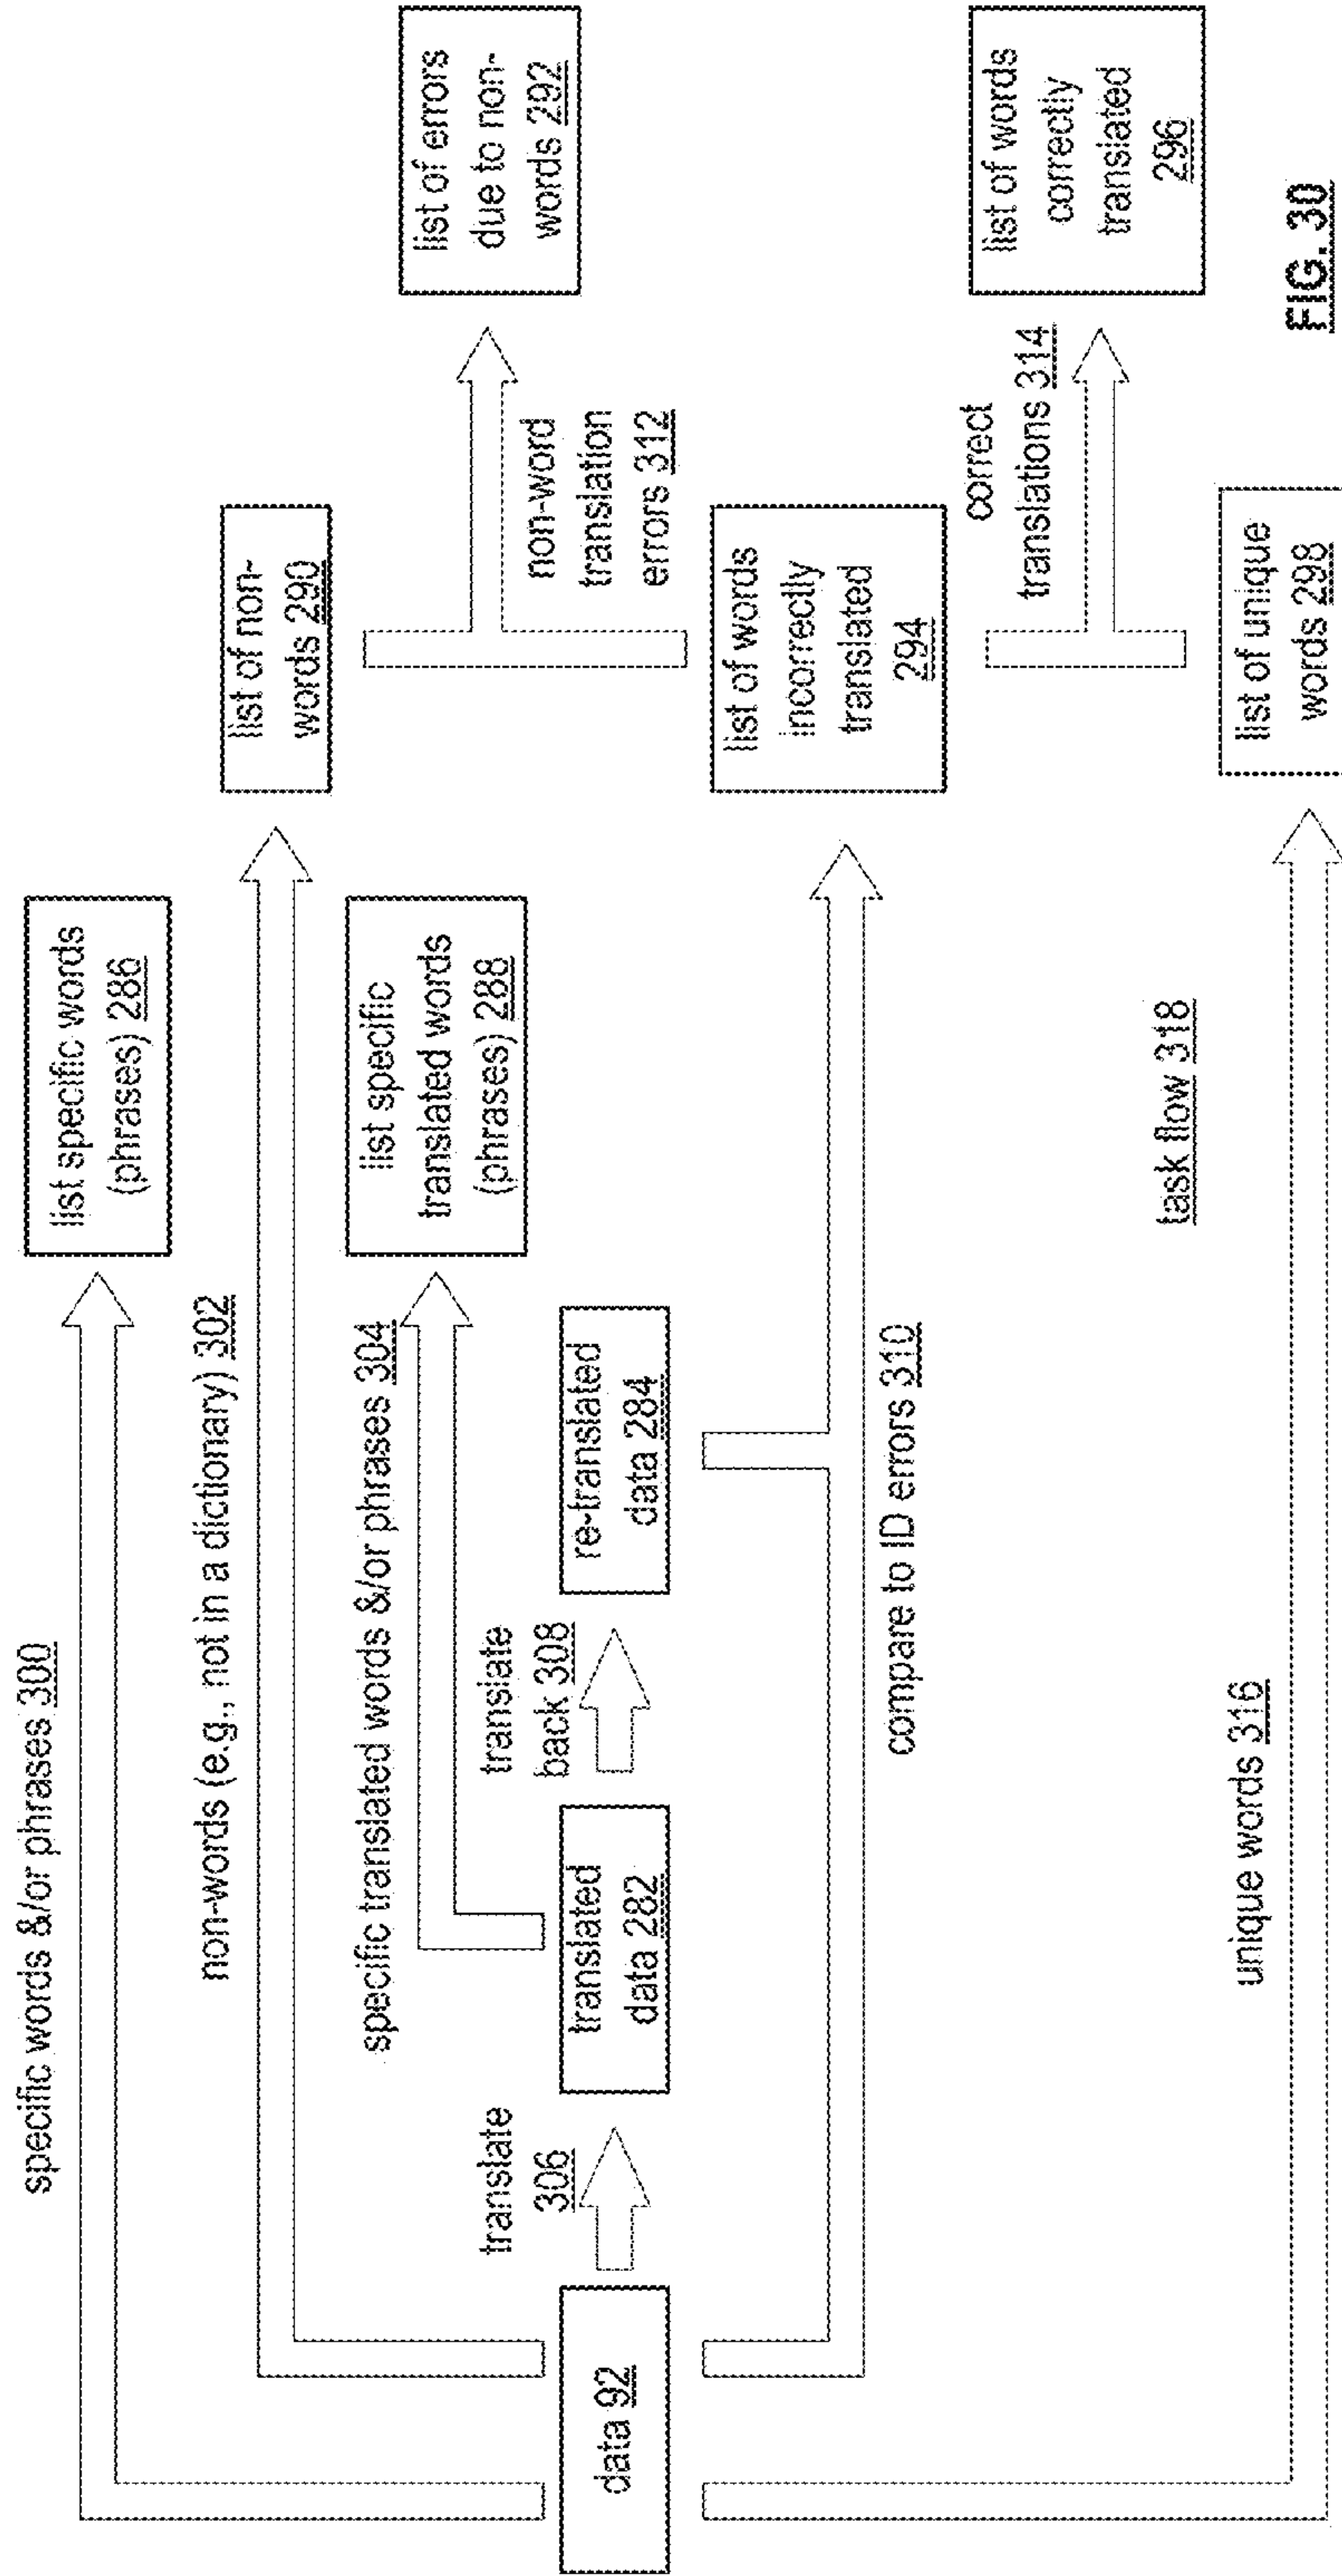 specific words &/or phrases 300
list specific words
(phrases) 286
non-words (e.g., not in a dictionary) 302
list of non-
words 290
specific translated words &/or phrases 304
list specific
translated words
(phrases) 288
list of errors
due to non-
words 292
non-word
translation
errors 312
data 92
translate
306
translated
data 282
translate
back 308
re-translated
data 284
compare to ID errors 310
list of words
incorrectly
translated
294
correct
translations 314
list of words
correctly
translated
296
task flow 318
unique words 316
list of unique
words 298
FIG. 30